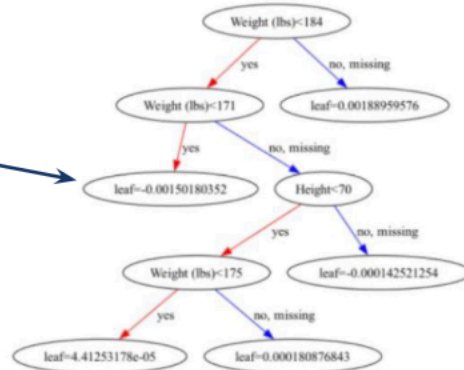 Weight (lbs)<184
yes
no, missing
Weight (lbs)<171
leaf=0.00188959576
yes
no, missing
leaf=-0.00150180352
Height<70
yes
no, missing
Weight (lbs)<175
leaf=-0.000142521254
yes
no, missing
leaf=4.41253178e-05
leaf=0.000180876843